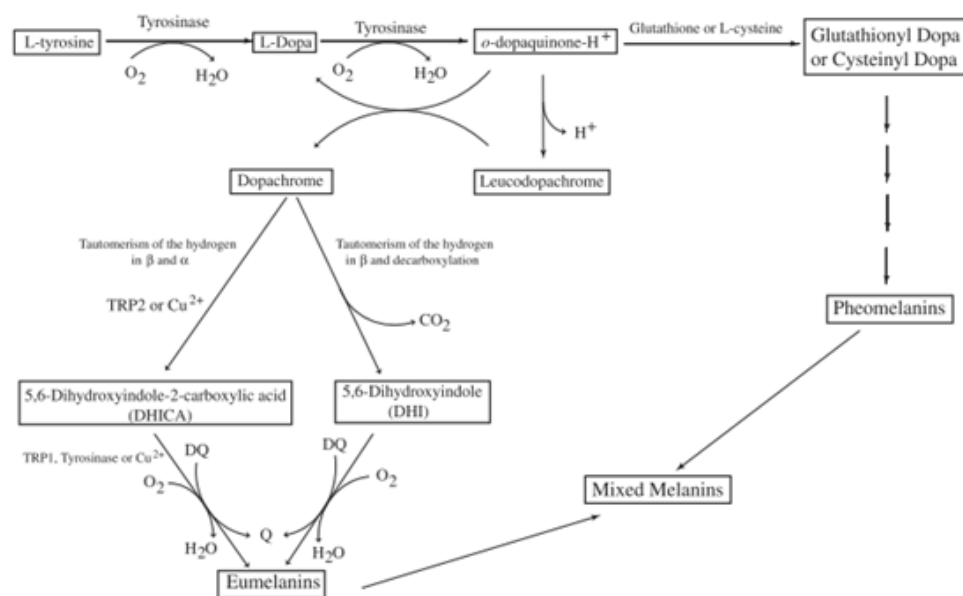 Tyrosinase
Tyrosinase
Glutathione or L-cysteine
L-tyrosine
L-Dopa
o-dopaquinone-H+
Glutathionyl Dopa
or Cysteinyl Dopa
O2
H2O
O2
H2O
H+
Dopachrome
Leucodopachrome
Tautomerism of the hydrogen
in β and α
Tautomerism of the hydrogen
in β and decarboxylation
TRP2 or Cu2+
CO2
Pheomelanins
5,6-Dihydroxyindole-2-carboxylic acid
(DHICA)
5,6-Dihydroxyindole
(DHI)
TRP1, Tyrosinase or Cu2+
DQ
DQ
O2
O2
Mixed Melanins
H2O
Q
H2O
Eumelanins